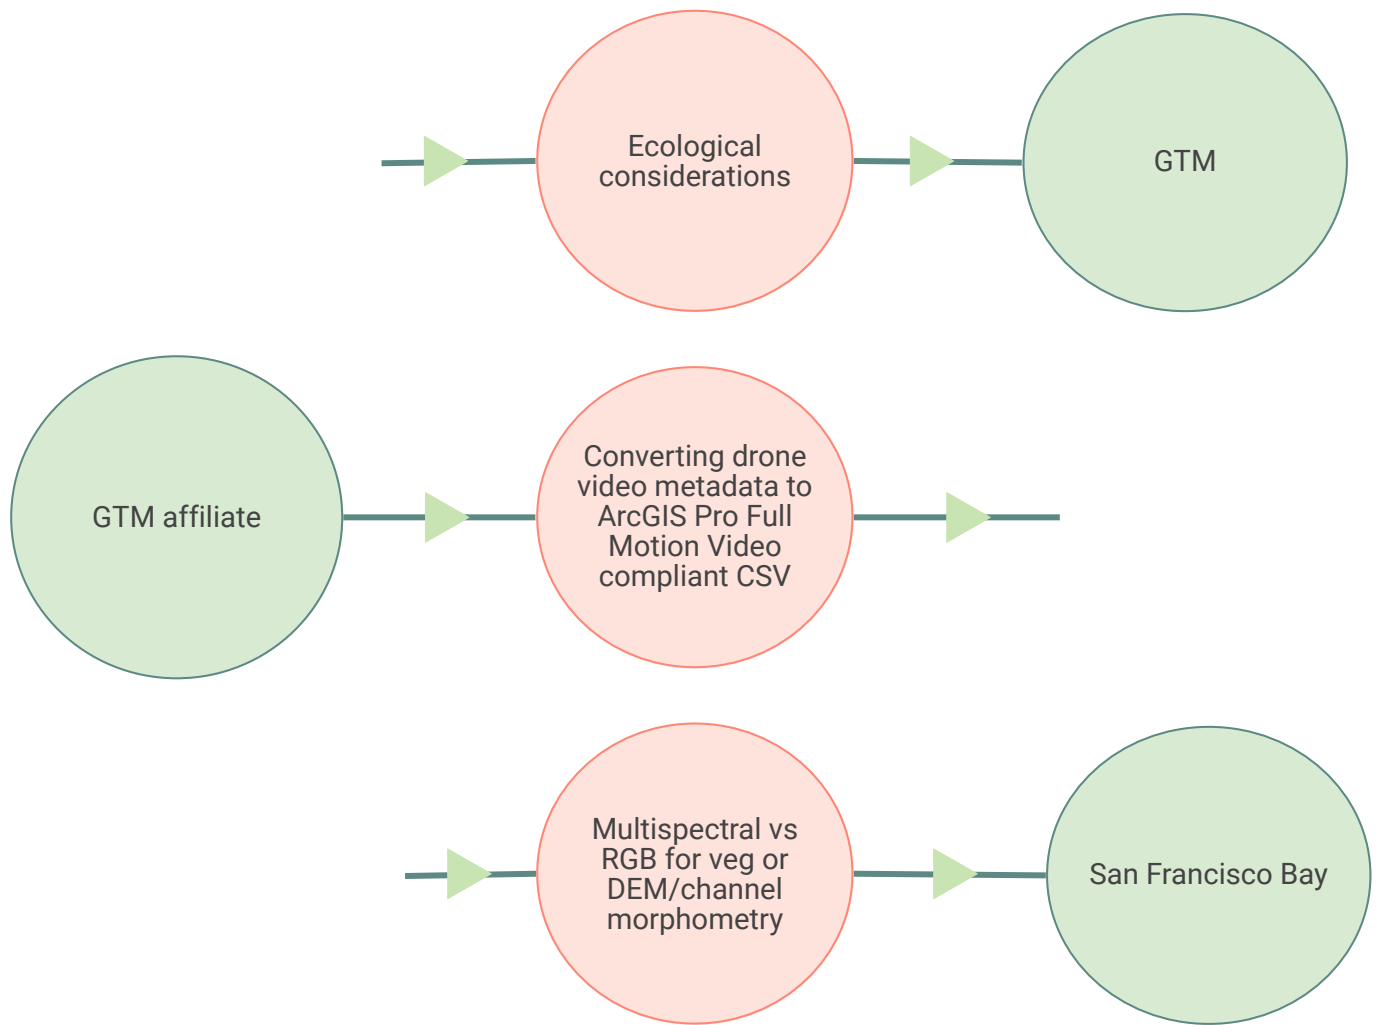 Ecological
considerations
GTM
GTM affiliate
Converting drone
video metadata to
ArcGIS Pro Full
Motion Video
compliant CSV
Multispectral vs
RGB for veg or
DEM/channel
morphometry
San Francisco Bay